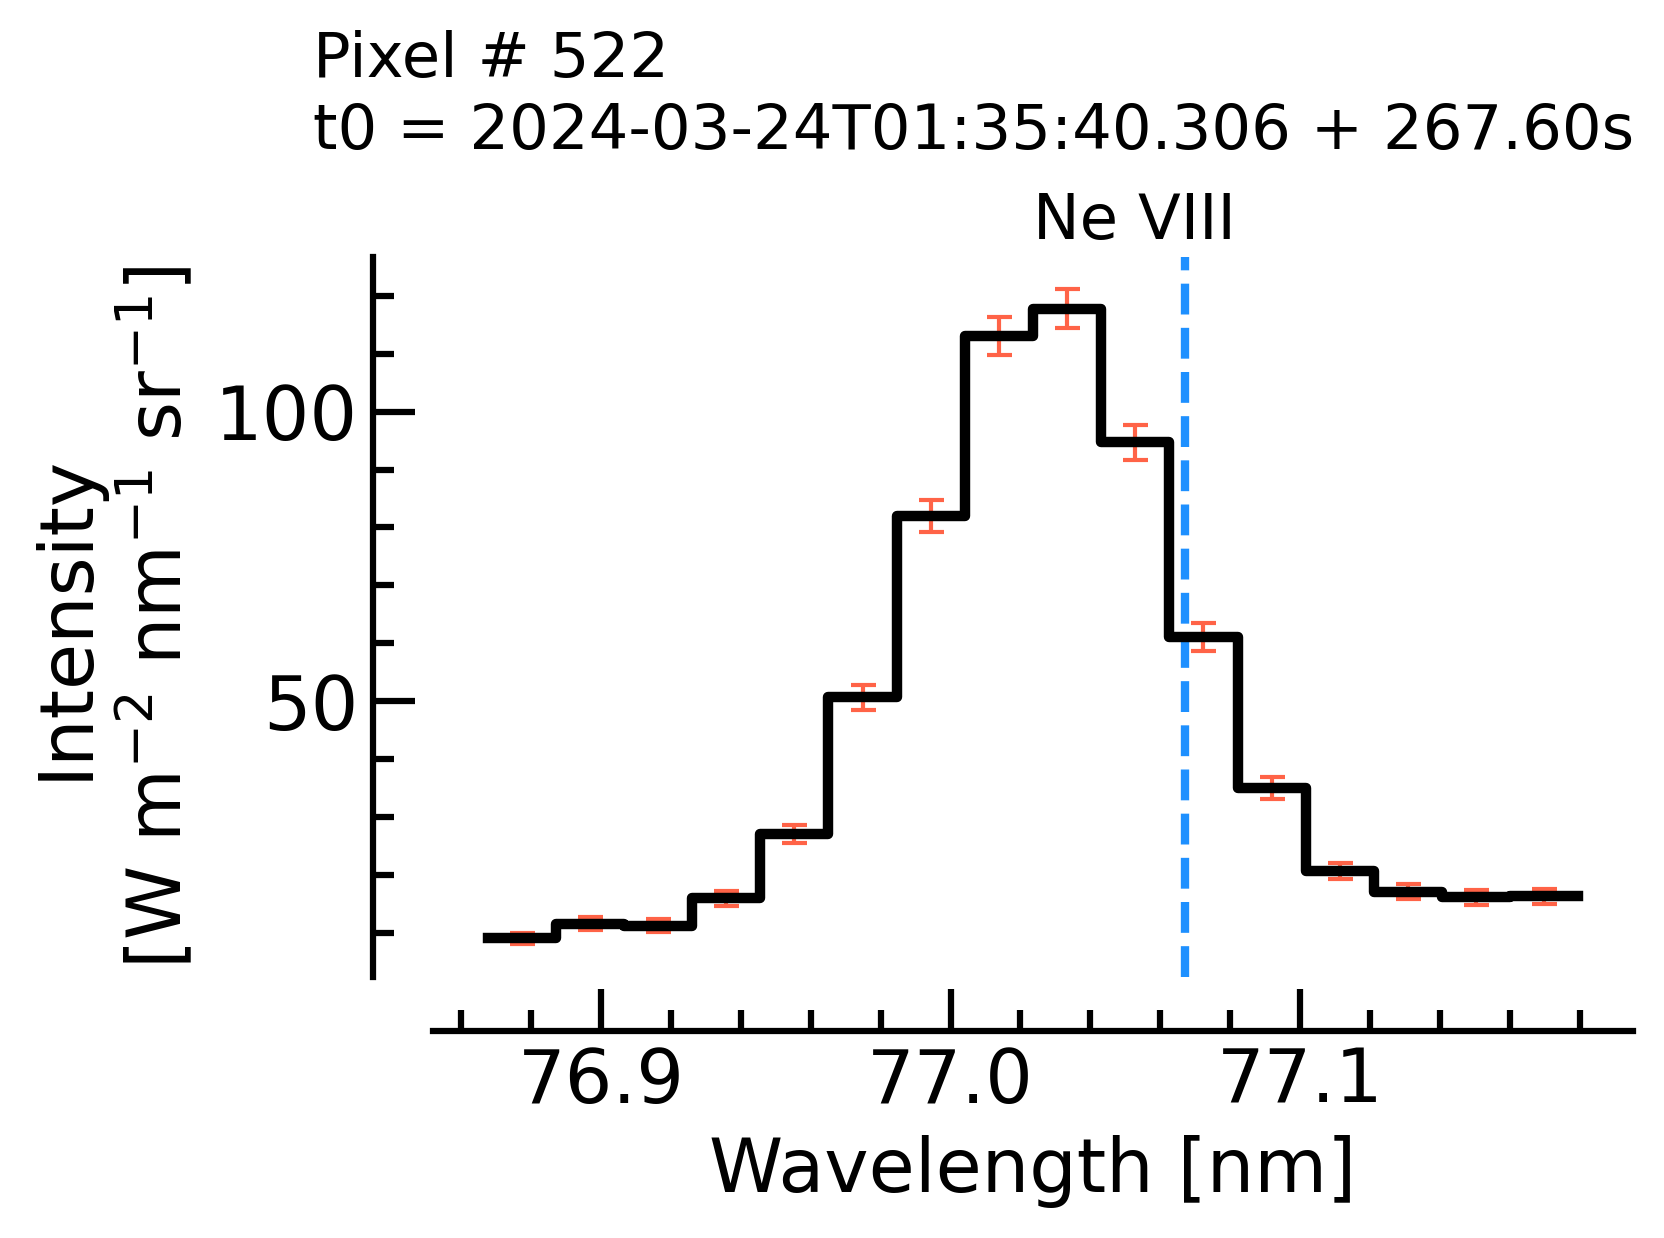 Pixel # 522
t0 = 2024-03-24T01:35:40.306 + 267.60s
Ne VIII
Intensity
[W m⁻² nm⁻¹ sr⁻¹]
100
50
76.9 77.0 77.1
Wavelength [nm]